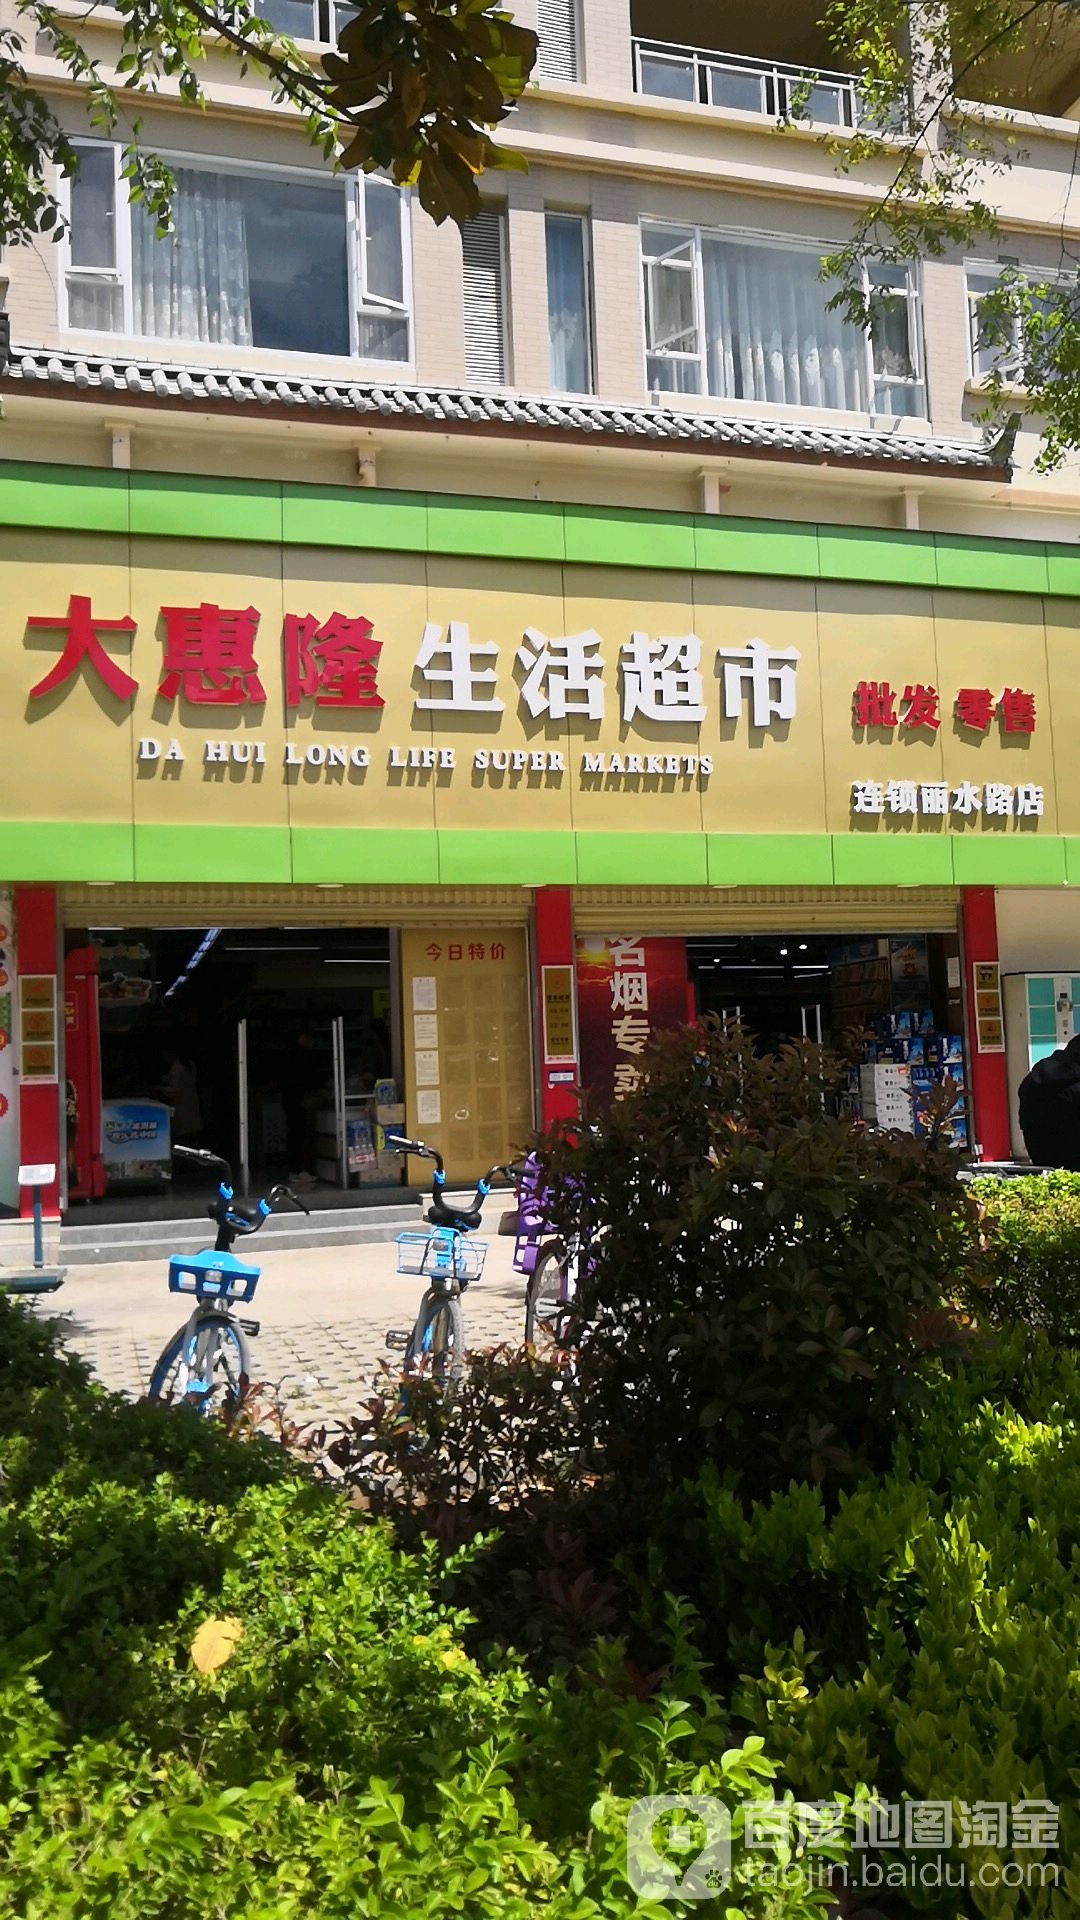 大惠隆 生活超市
DA HUI LONG LIFE SUPER MARKETS
批发 零售
连锁丽水路店
今日特价
名烟专卖
百度地图淘金
taojin.baidu.com